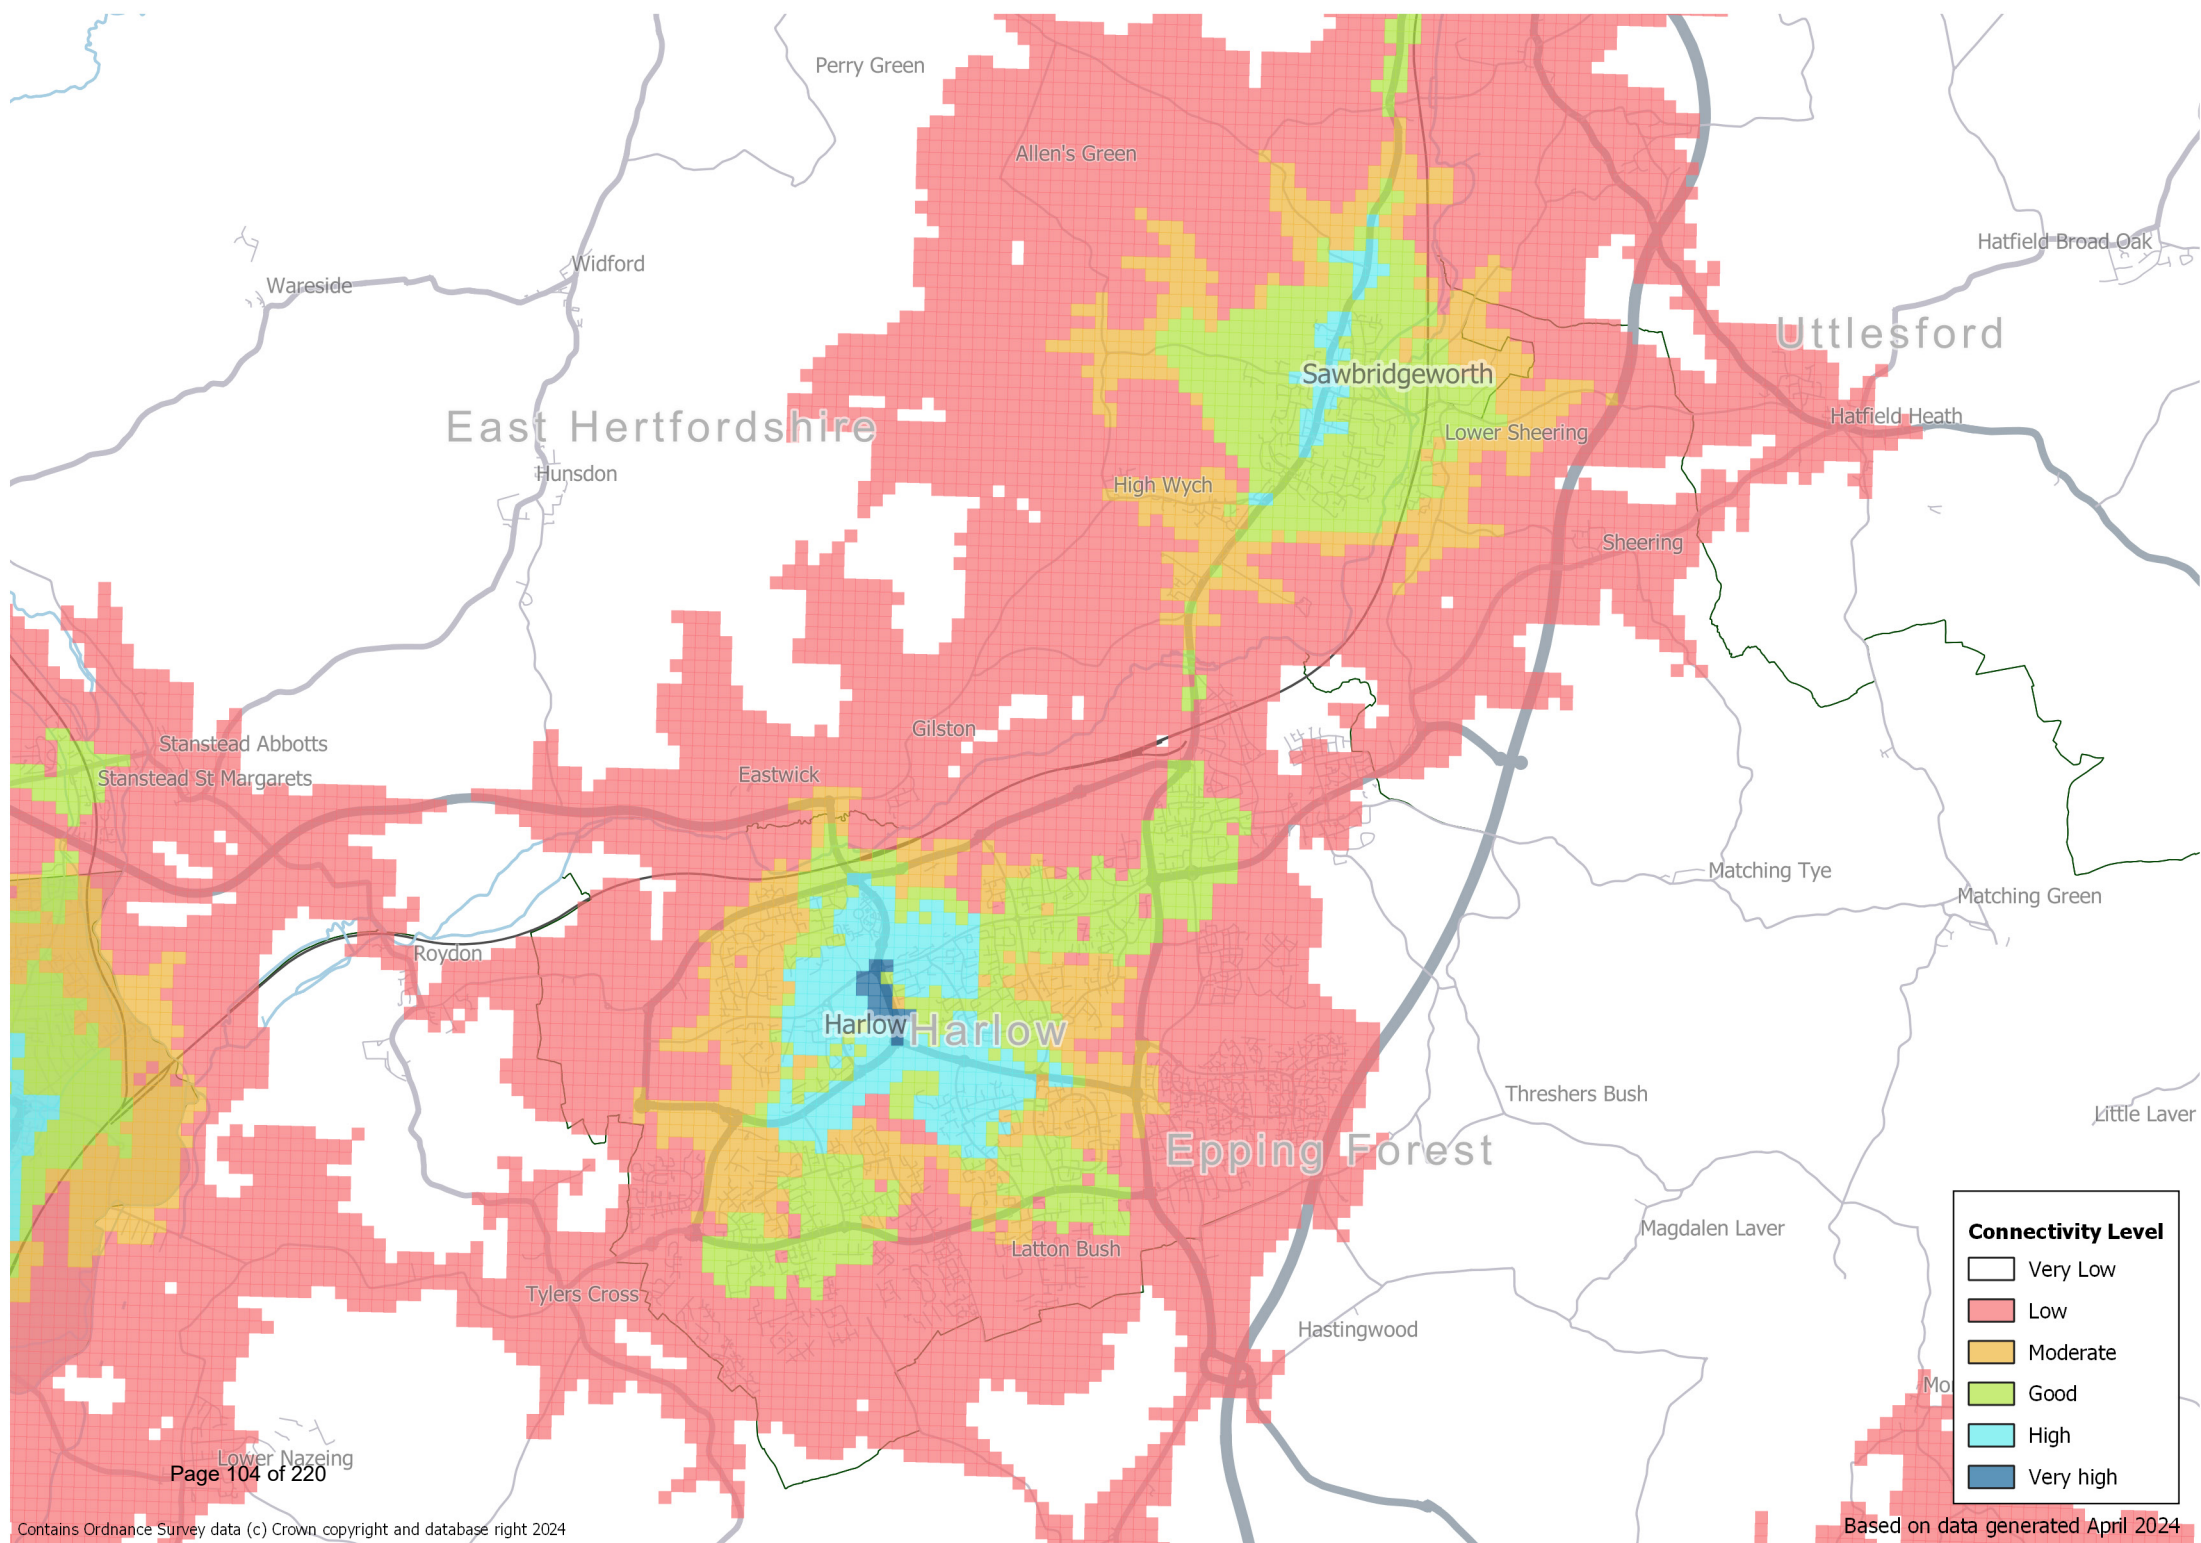 Perry Green
Allen's Green
Hatfield Broad Oak
Widford
Wareside
Uttlesford
Sawbridgeworth
East Hertfordshire
Hatfield Heath
Lower Sheering
Hunsdon
High Wych
Sheering
Gilston
Stanstead Abbotts
Eastwick
Stanstead St Margarets
Matching Tye
Matching Green
Roydon
Harlow
Harlow
Threshers Bush
Little Laver
Epping Forest
Magdalen Laver
Latton Bush
Tylers Cross
Hastingwood
Connectivity Level
Very Low
Low
Moderate
Good
High
Very high
Lower Nazeing
Page 104 of 220
Contains Ordnance Survey data (c) Crown copyright and database right 2024
Based on data generated April 2024